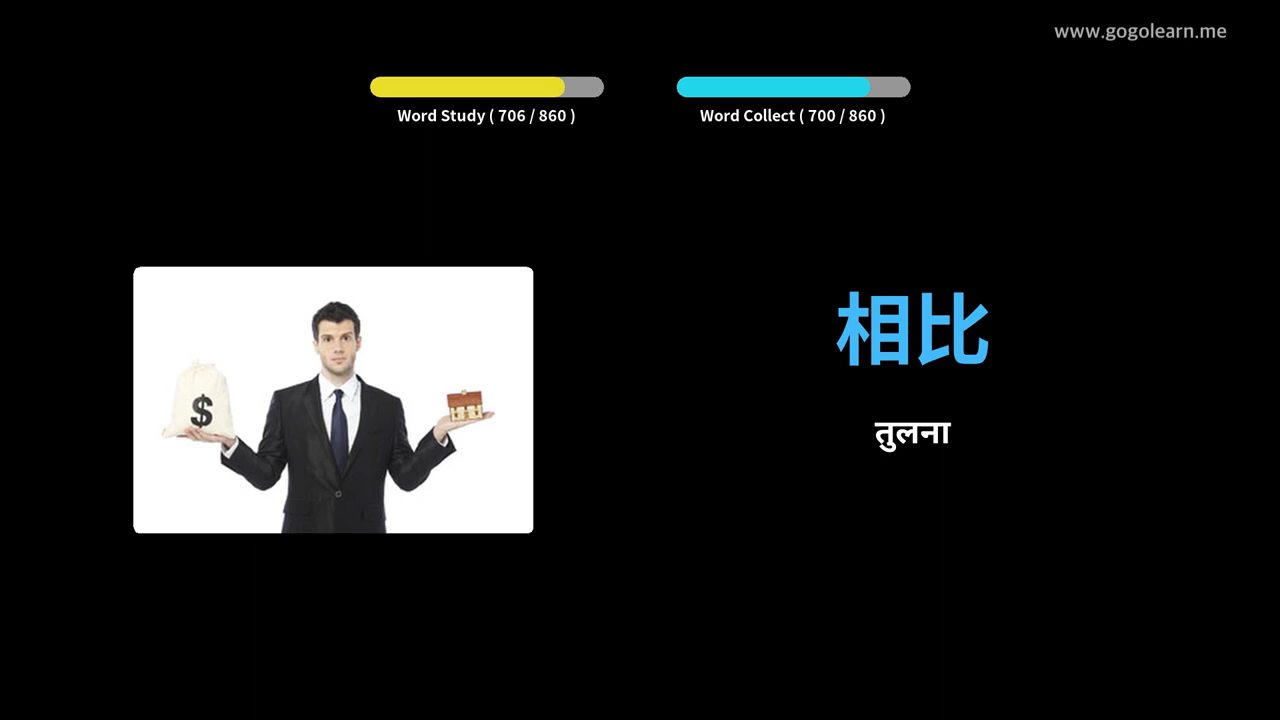 www.gogolearn.me
Word Study ( 706 / 860 )
Word Collect ( 700 / 860 )
相比
$
तुलना